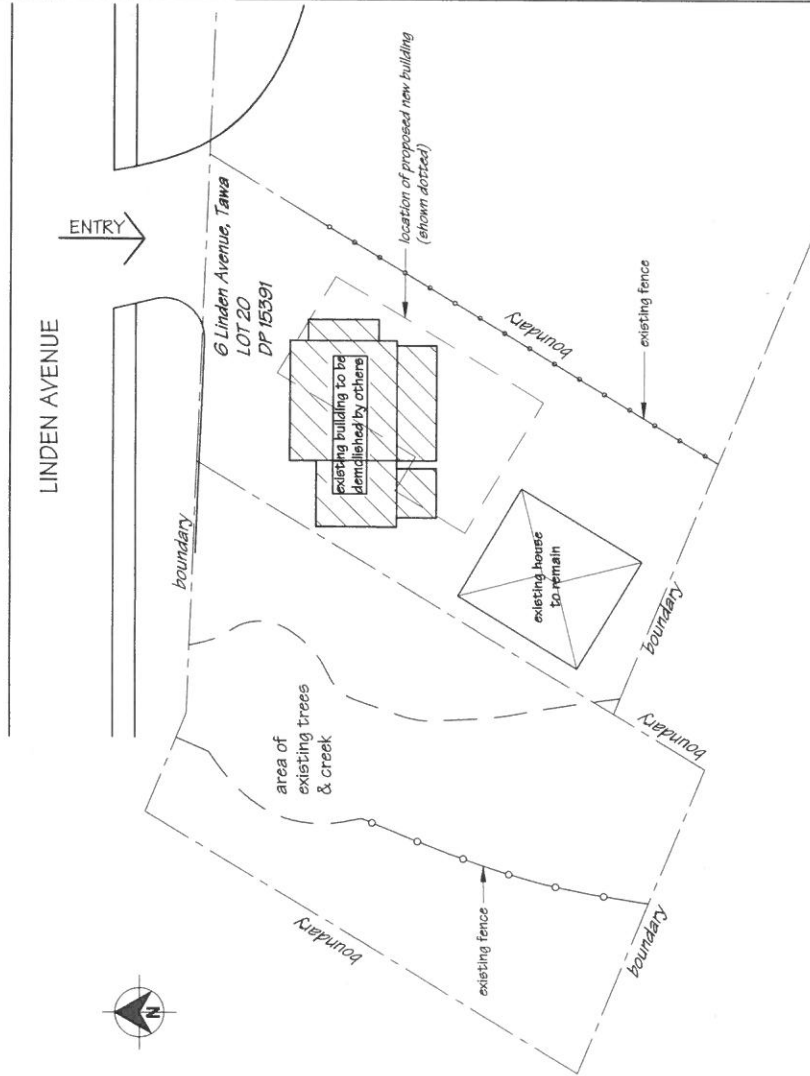 LINDEN AVENUE
ENTRY
6 Linden Avenue, Tawa
LOT 20
DP 15391
location of proposed new building
(shown dotted)
boundary
existing building to be
demolished by others
boundary
existing fence
existing house
to remain
boundary
area of
existing trees
& creek
boundary
boundary
existing fence
boundary
N